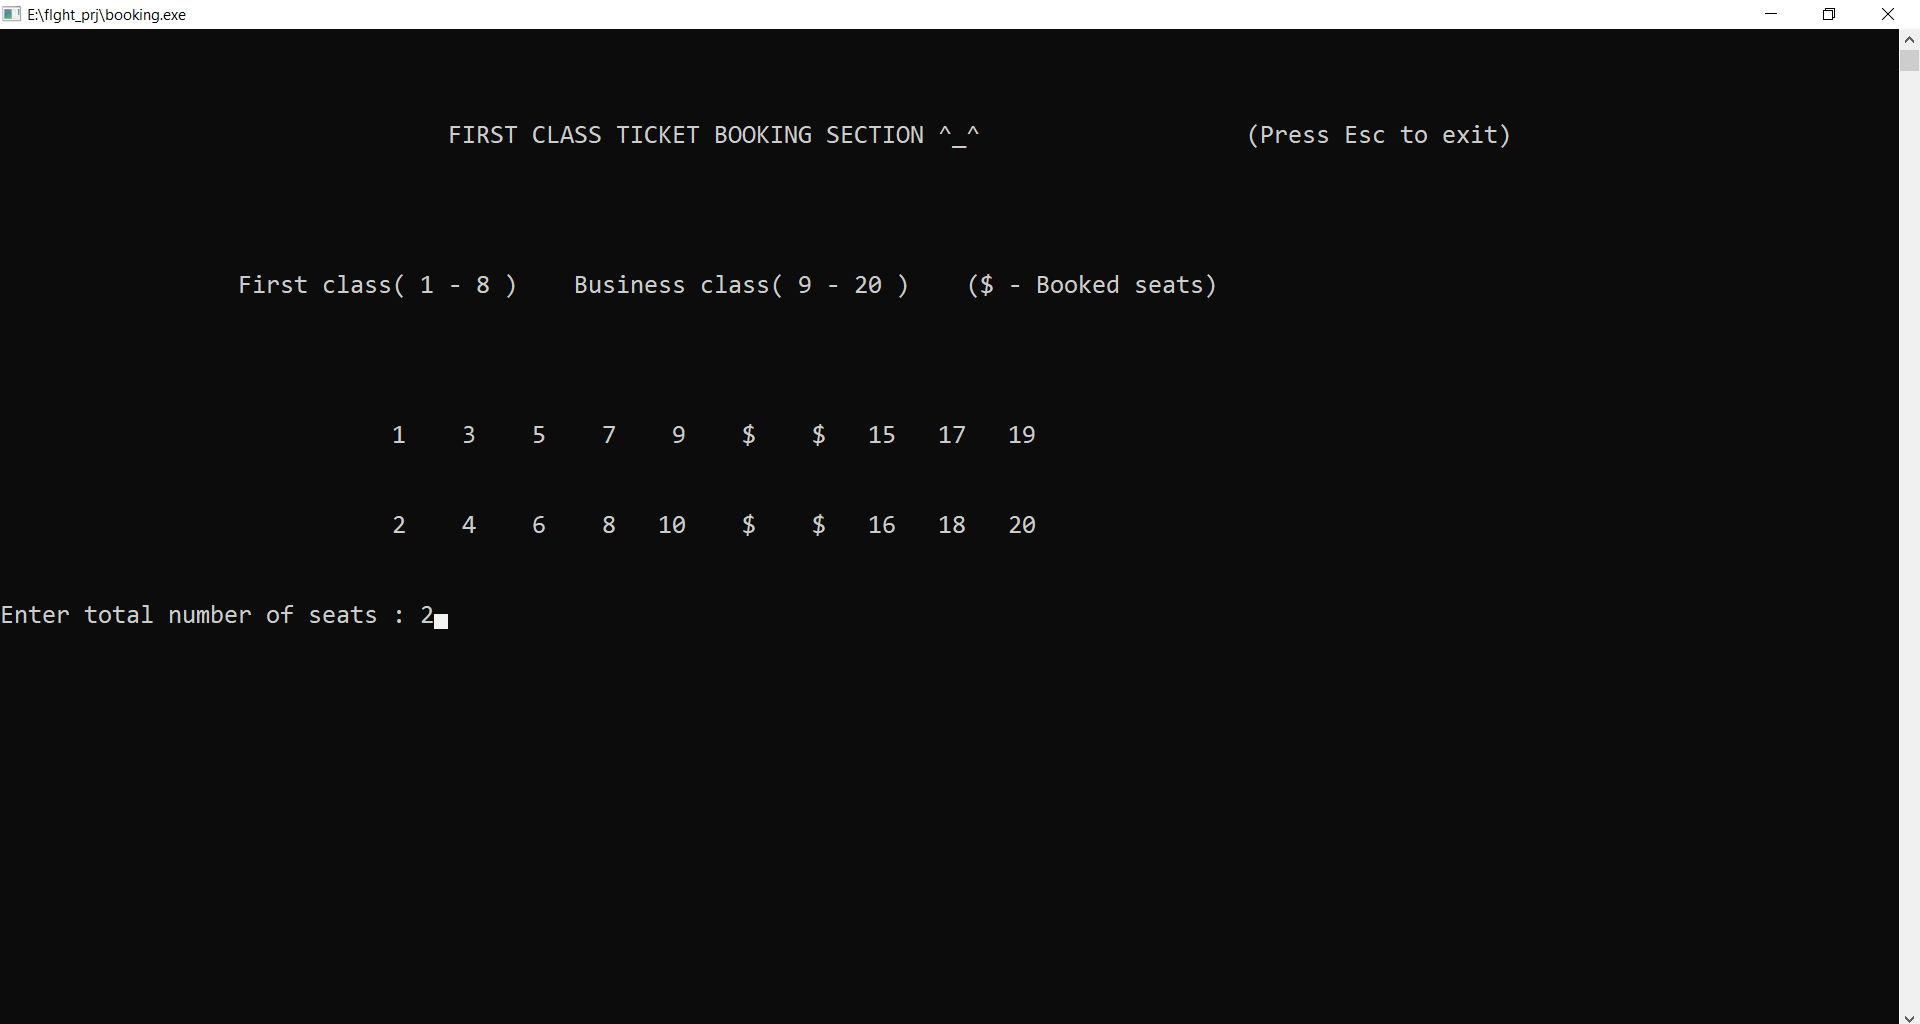 E:\flght_prj\booking.exe
FIRST CLASS TICKET BOOKING SECTION ^_^ (Press Esc to exit)
First class( 1 - 8 ) Business class( 9 - 20 ) ($ - Booked seats)
1 3 5 7 9 $ $ 15 17 19
2 4 6 8 10 $ $ 16 18 20
Enter total number of seats : 2